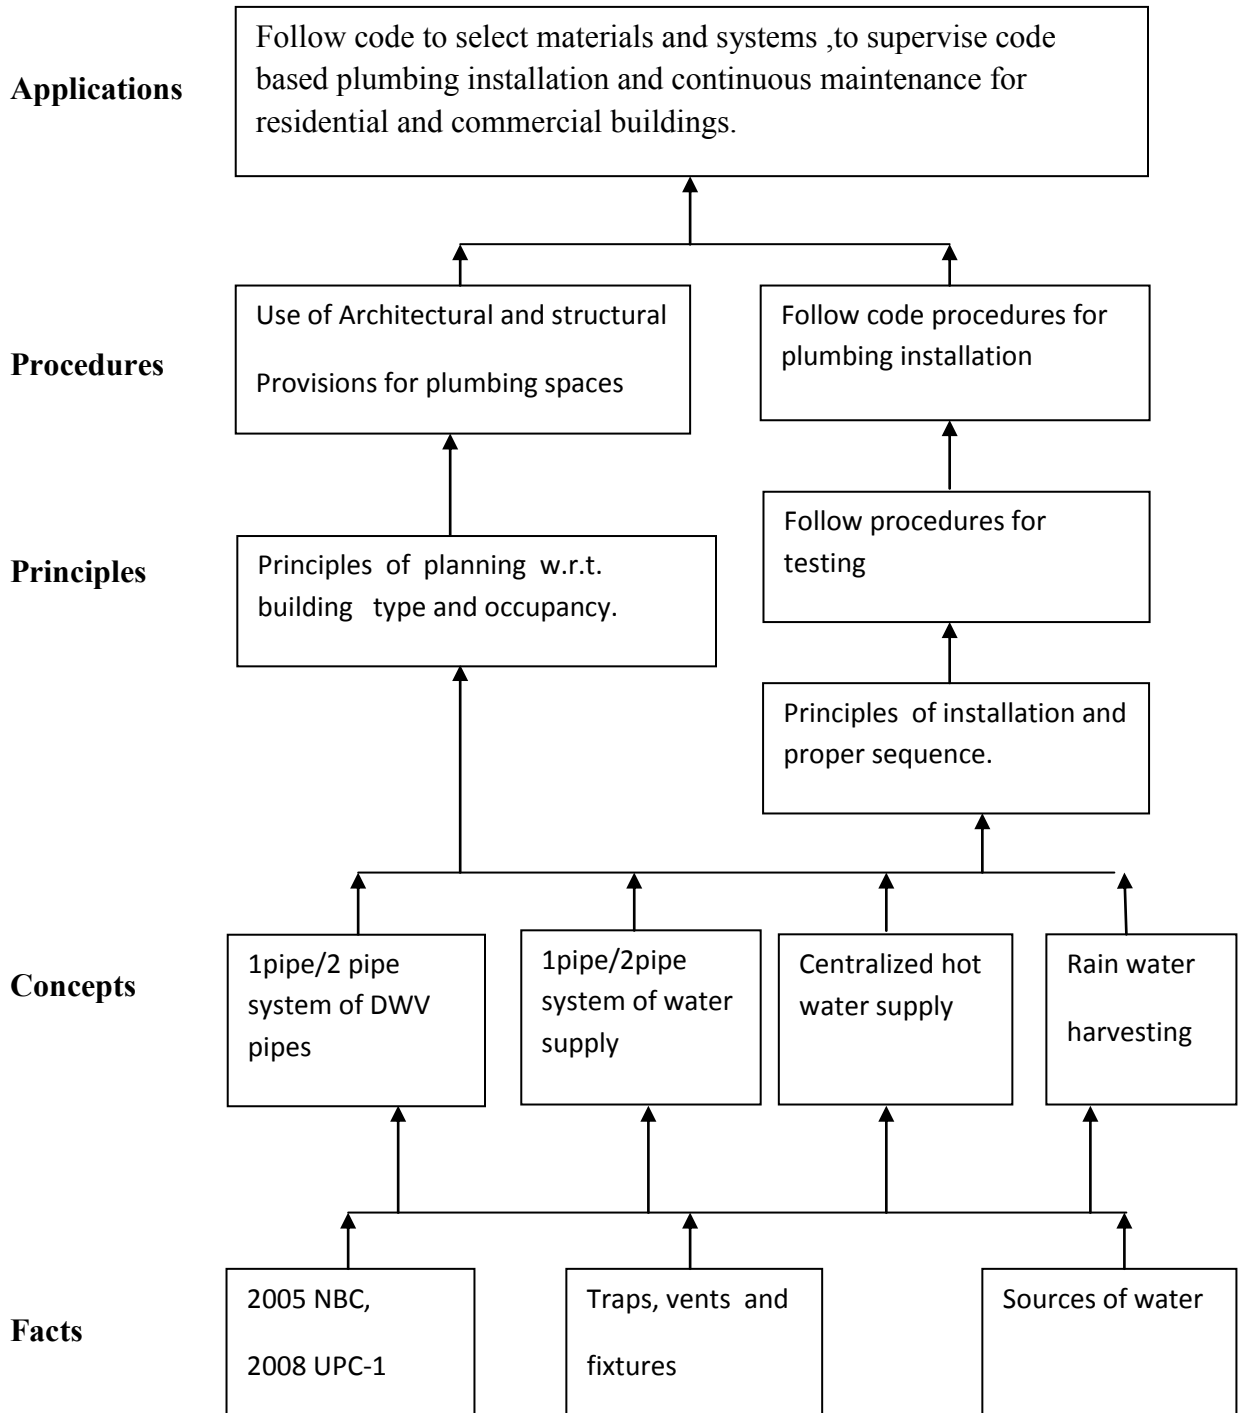 Applications
Follow code to select materials and systems ,to supervise code
based plumbing installation and continuous maintenance for
residential and commercial buildings.
Procedures
Use of Architectural and structural
Provisions for plumbing spaces
Follow code procedures for
plumbing installation
Principles
Principles of planning w.r.t.
building type and occupancy.
Follow procedures for
testing
Principles of installation and
proper sequence.
Concepts
1pipe/2 pipe
system of DWV
pipes
1pipe/2pipe
system of water
supply
Centralized hot
water supply
Rain water
harvesting
Facts
2005 NBC,
2008 UPC-1
Traps, vents and
fixtures
Sources of water